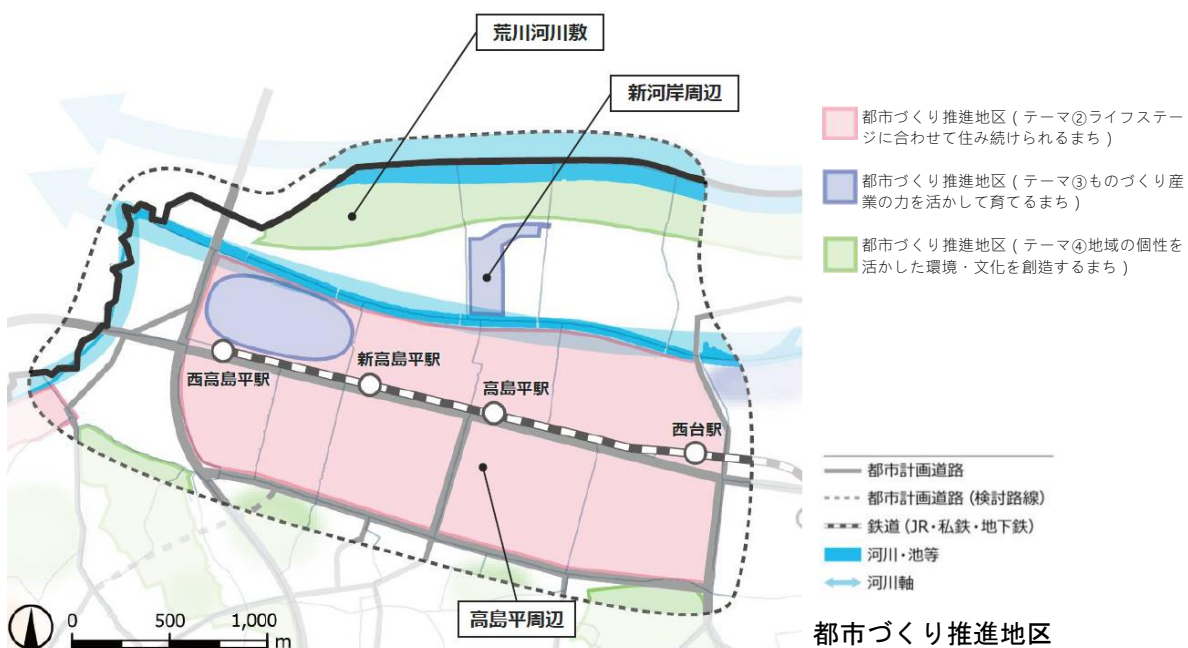 荒川河川敷
新河岸周辺
都市づくり推進地区(テーマ②ライフステー
ジに合わせて住み続けられるまち)
都市づくり推進地区(テーマ③ものづくり産
業の力を活かして育てるまち)
都市づくり推進地区(テーマ④地域の個性を
活かした環境・文化を創造するまち)
西高島平駅
新高島平駅
高島平駅
西台駅
都市計画道路
都市計画道路(検討路線)
鉄道(JR・私鉄・地下鉄)
河川・池等
河川軸
高島平周辺
0 500 1,000
m
都市づくり推進地区